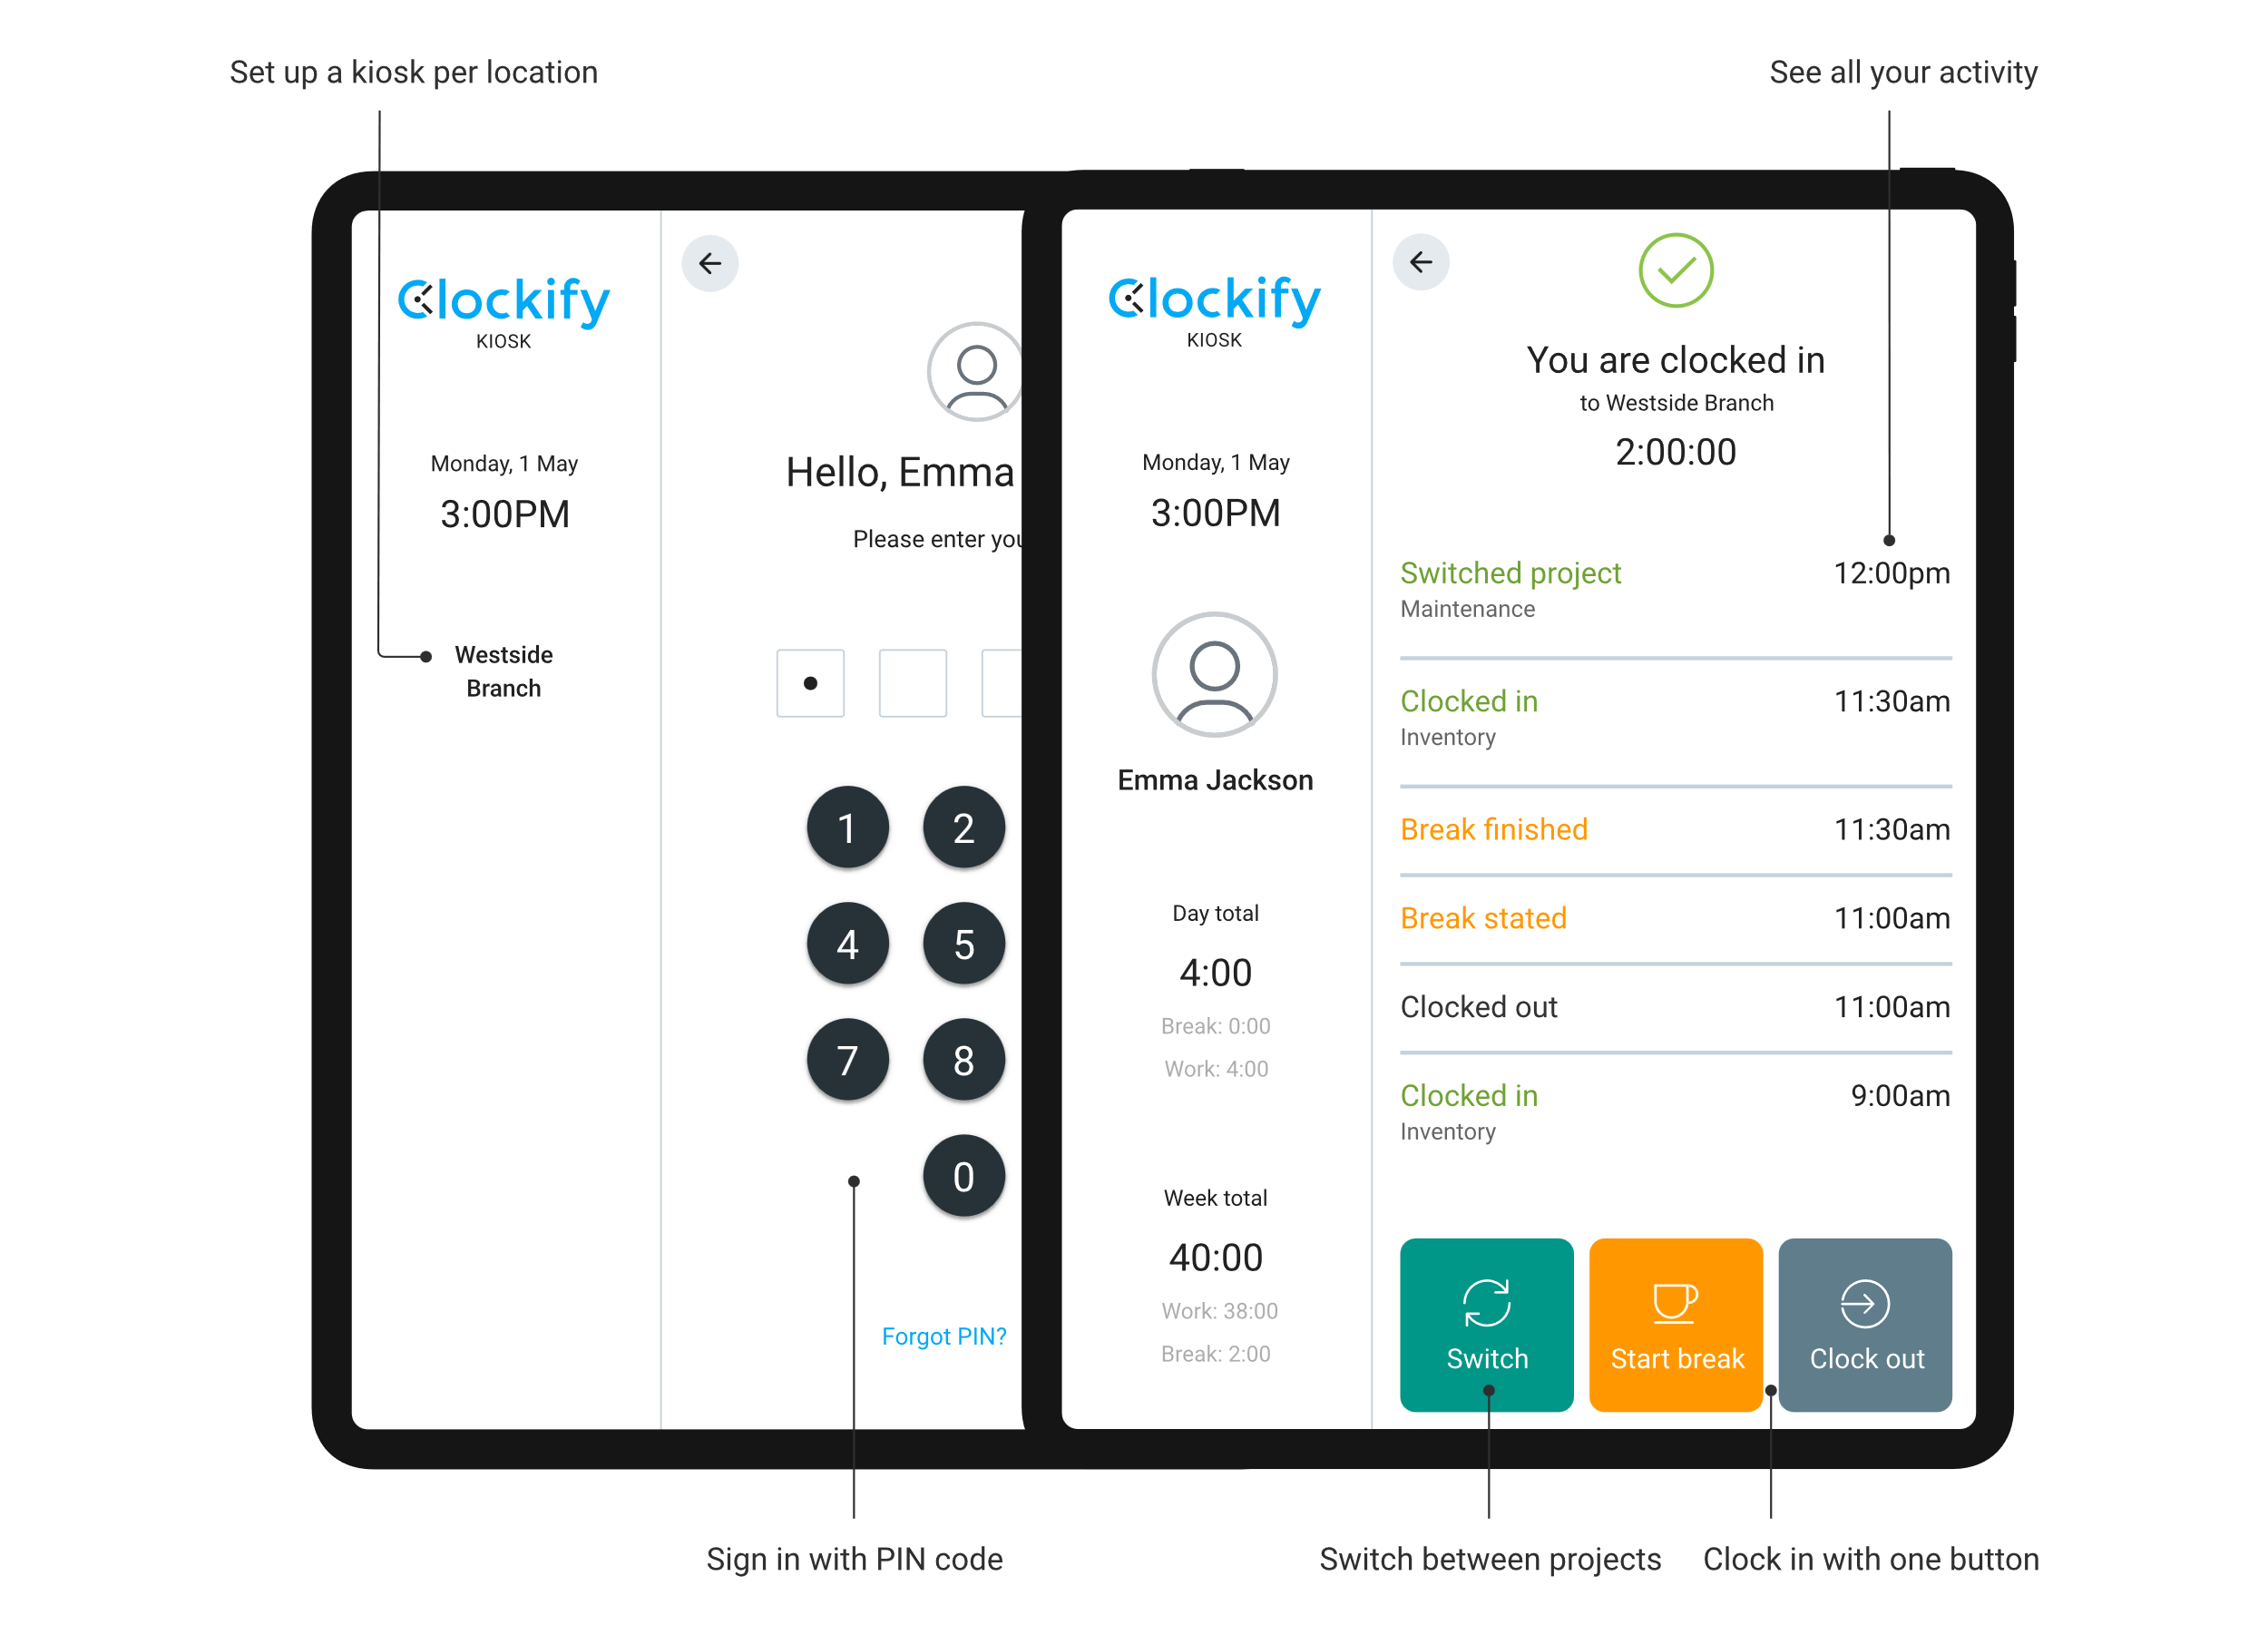 Set up a kiosk per location
See all your activity
Clockify
KIOSK
Monday, 1 May
3:00PM
Westside
Branch
Hello, Emma
Please enter
1 2
4 5
7 8
0
Forgot PIN?
Clockify
KIOSK
Monday, 1 May
3:00PM
Emma Jackson
Day total
4:00
Break: 0:00
Work: 4:00
Week total
40:00
Work: 38:00
Break: 2:00
You are clocked in
to Westside Branch
2:00:00
Switched project 12:00pm
Maintenance
Clocked in 11:30am
Inventory
Break finished 11:30am
Break stated 11:00am
Clocked out 11:00am
Clocked in 9:00am
Inventory
Switch Start break Clock out
Sign in with PIN code
Switch between projects
Clock in with one button